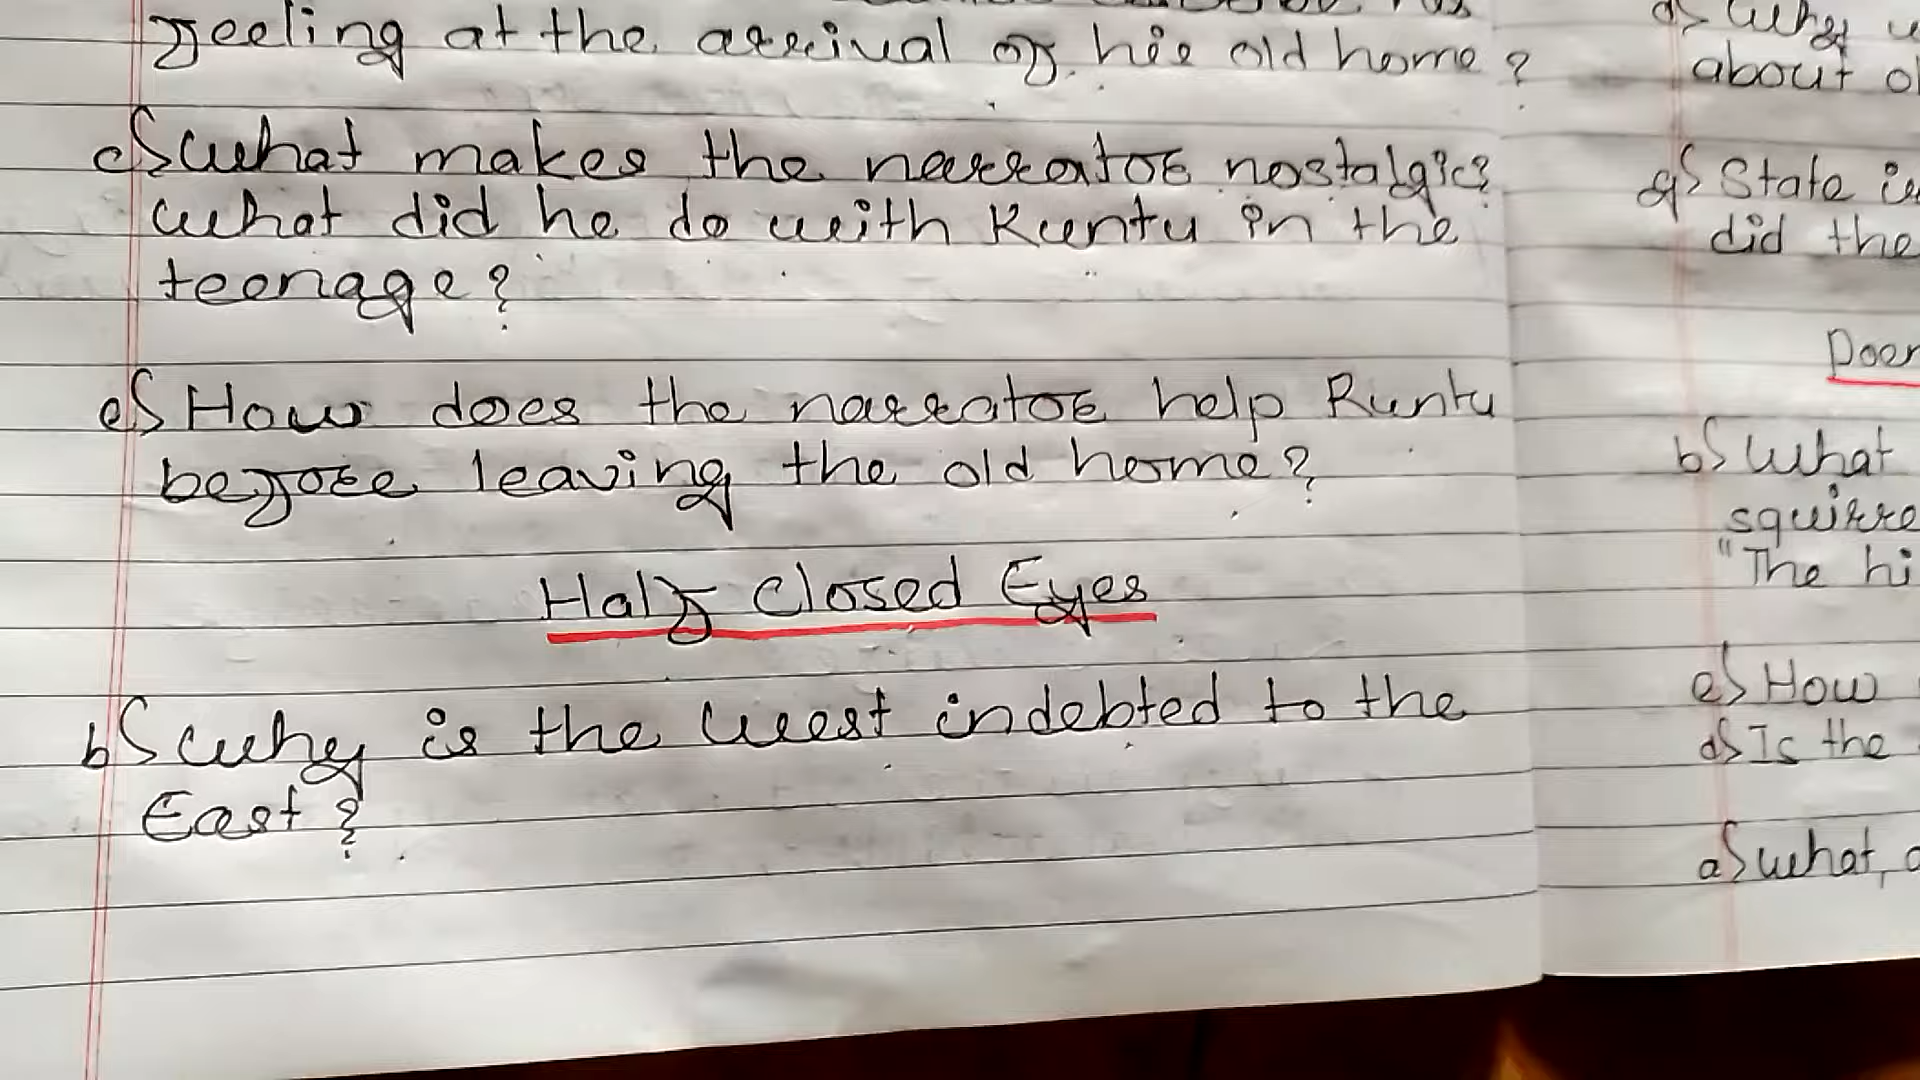 feeling at the arrival of his old home?
c) What makes the narrator nostalgic?
What did he do with Runtu in the
teenage?
e) How does the narrator help Runtu
before leaving the old home?
Half Closed Eyes
b) Why is the West indebted to the
East?
d) Why
about
g) State
did the
b) What
"The hi
e) How
d) Is the
a) What,